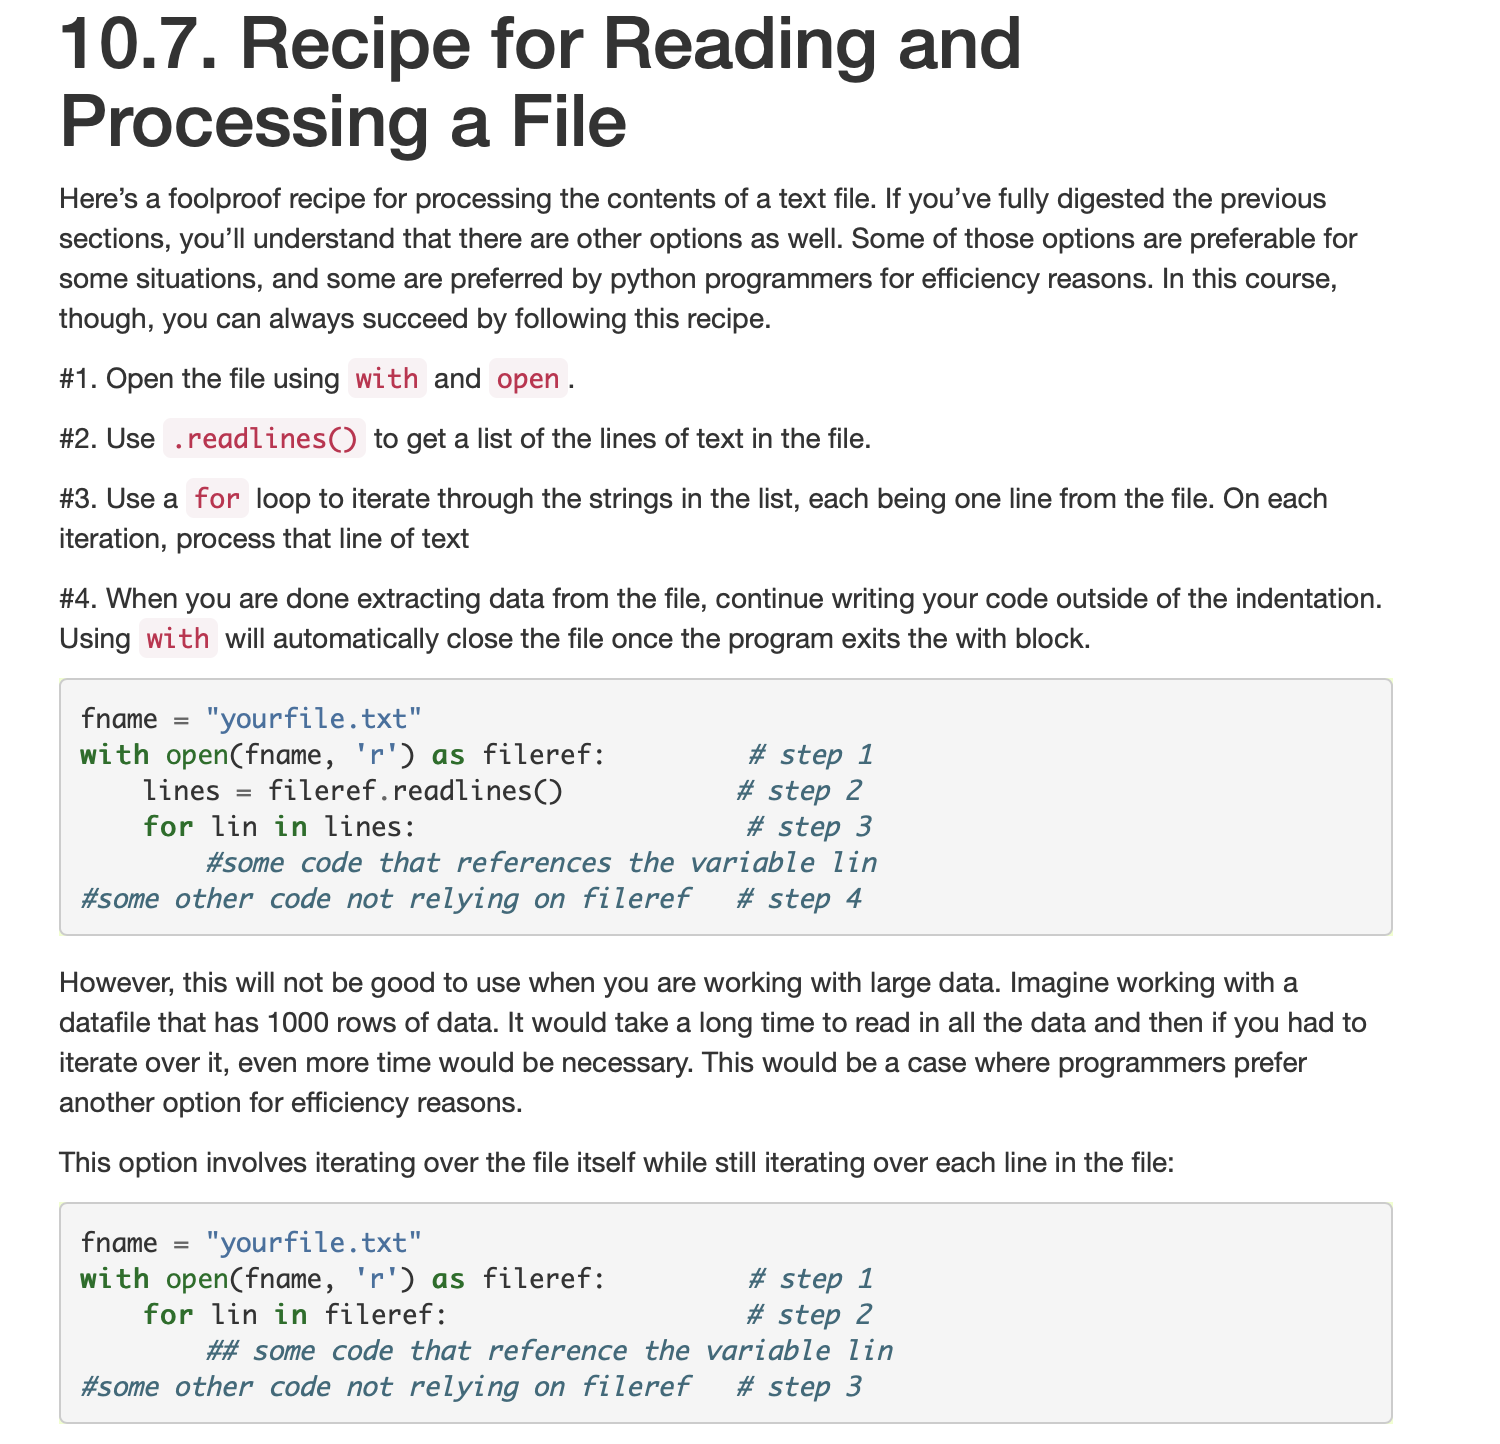 10.7. Recipe for Reading and
Processing a File
Here’s a foolproof recipe for processing the contents of a text file. If you’ve fully digested the previous
sections, you’ll understand that there are other options as well. Some of those options are preferable for
some situations, and some are preferred by python programmers for efficiency reasons. In this course,
though, you can always succeed by following this recipe.
#1. Open the file using with and open.
#2. Use .readlines() to get a list of the lines of text in the file.
#3. Use a for loop to iterate through the strings in the list, each being one line from the file. On each
iteration, process that line of text
#4. When you are done extracting data from the file, continue writing your code outside of the indentation.
Using with will automatically close the file once the program exits the with block.
fname = "yourfile.txt"
with open(fname, 'r') as fileref:         # step 1
    lines = fileref.readlines()           # step 2
    for lin in lines:                     # step 3
        #some code that references the variable lin
#some other code not relying on fileref   # step 4
However, this will not be good to use when you are working with large data. Imagine working with a
datafile that has 1000 rows of data. It would take a long time to read in all the data and then if you had to
iterate over it, even more time would be necessary. This would be a case where programmers prefer
another option for efficiency reasons.
This option involves iterating over the file itself while still iterating over each line in the file:
fname = "yourfile.txt"
with open(fname, 'r') as fileref:         # step 1
    for lin in fileref:                   # step 2
        ## some code that reference the variable lin
#some other code not relying on fileref   # step 3